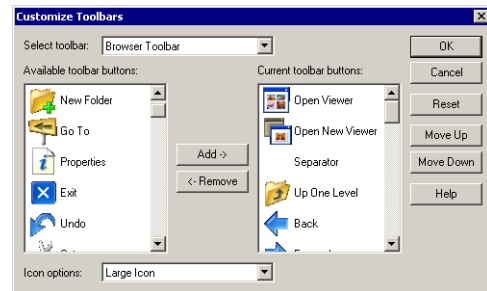 Customize Toolbars
Select toolbar: Browser Toolbar
OK
Available toolbar buttons:
Current toolbar buttons:
Cancel
New Folder
Open Viewer
Reset
Go To
Open New Viewer
Move Up
Add ->
Properties
Separator
Move Down
<- Remove
Exit
Up One Level
Help
Undo
Back
Icon options: Large Icon